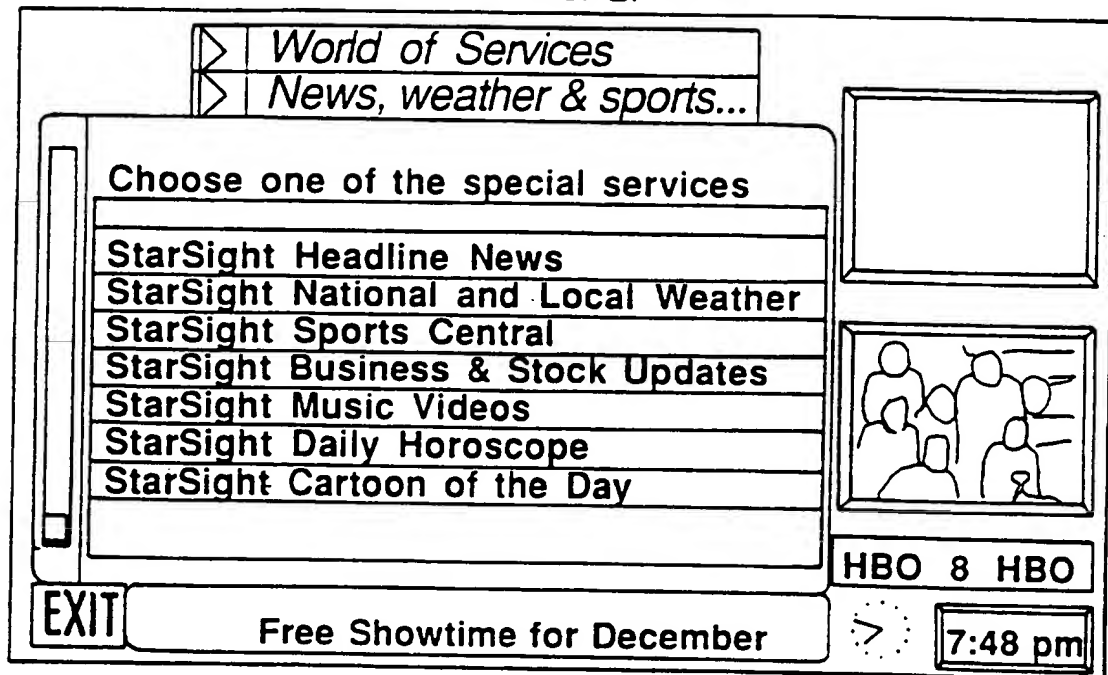 World of Services
News, weather & sports...
Choose one of the special services
StarSight Headline News
StarSight National and Local Weather
StarSight Sports Central
StarSight Business & Stock Updates
StarSight Music Videos
StarSight Daily Horoscope
StarSight Cartoon of the Day
HBO 8 HBO
EXIT
Free Showtime for December
7:48 pm